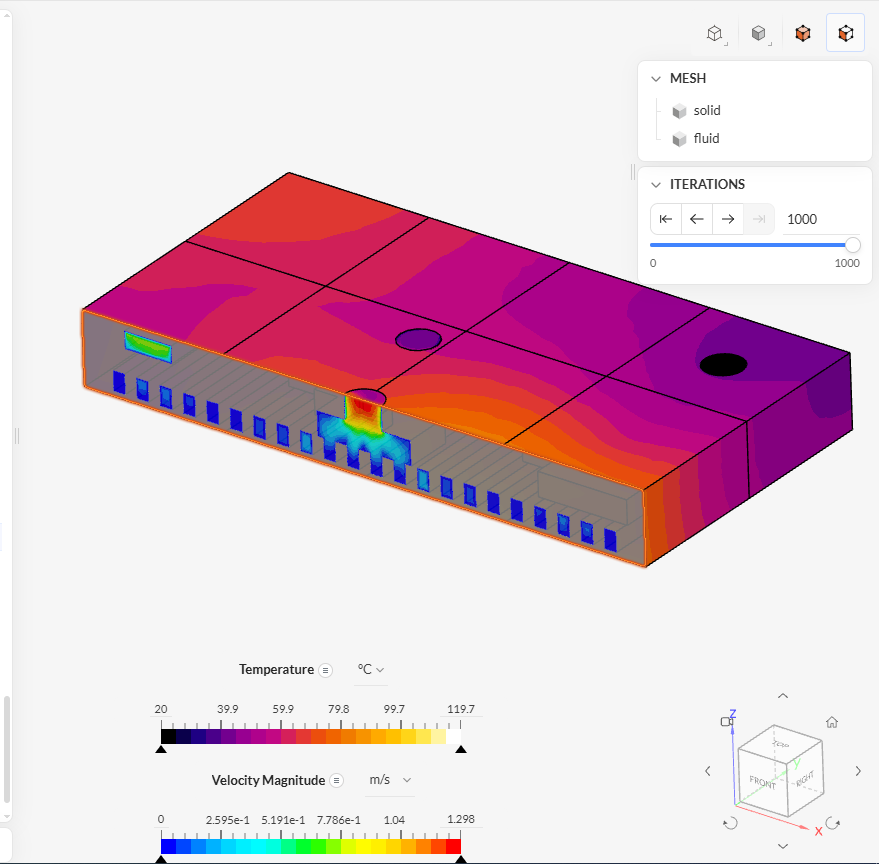 MESH
solid
fluid
ITERATIONS
1000
0 1000
Temperature °C
20 39.9 59.9 79.8 99.7 119.7
Velocity Magnitude m/s
0 2.595e-1 5.191e-1 7.786e-1 1.04 1.298
Z
TOP
Y
FRONT RIGHT
X